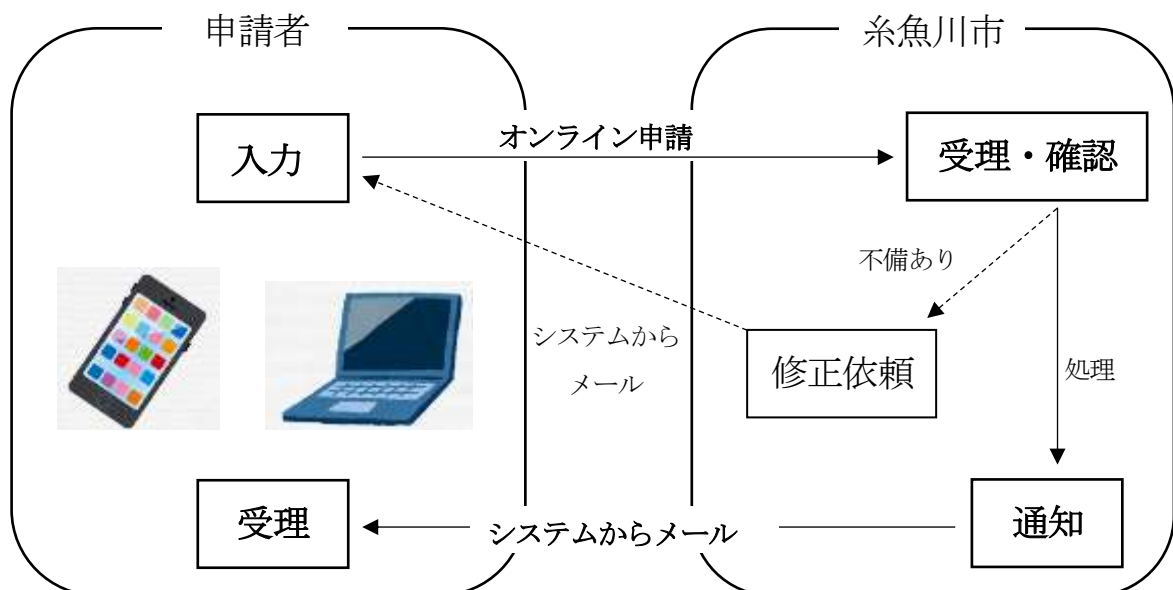 申請者
糸魚川市
オンライン申請
入力
受理・確認
不備あり
システムから
メール
修正依頼
処理
受理
システムからメール
通知